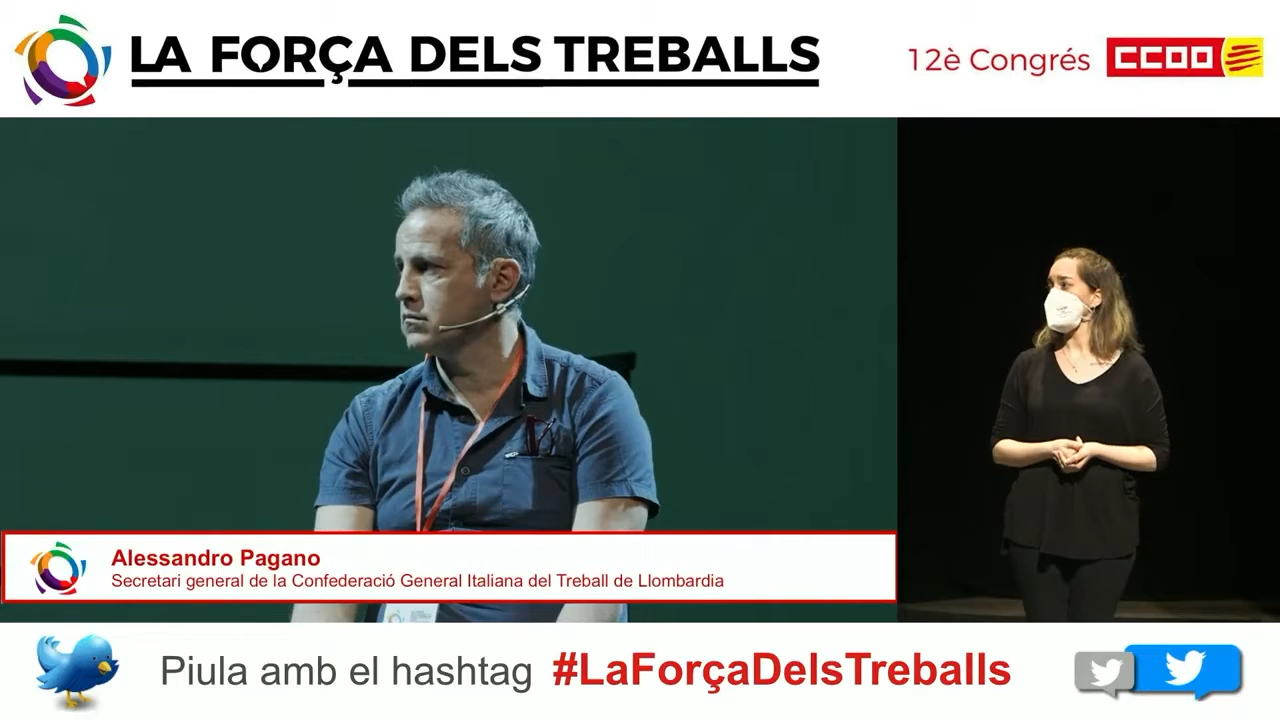 LA FORÇA DELS TREBALLS
12è Congrés
CCOO
Alessandro Pagano
Secretari general de la Confederació General Italiana del Treball de Llombardia
Piula amb el hashtag #LaForçaDelsTreballs